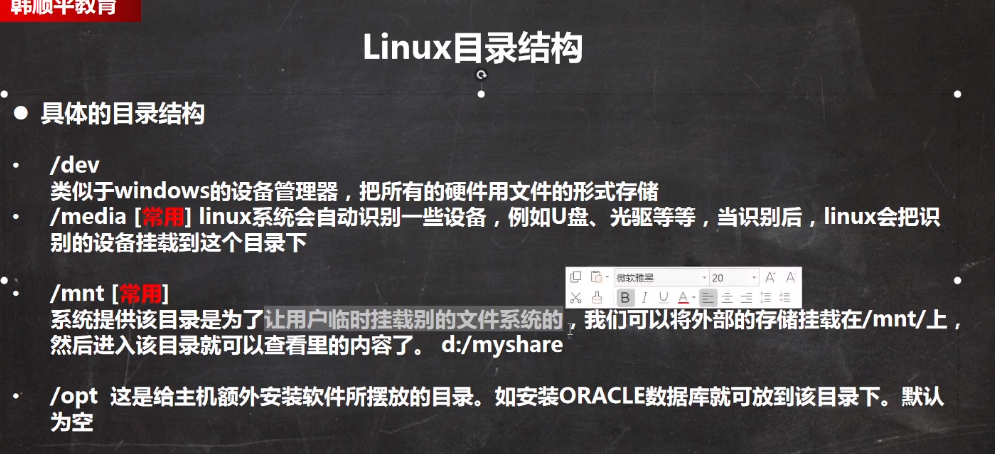 韩顺平教育
Linux目录结构
● 具体的目录结构
• /dev
类似于windows的设备管理器，把所有的硬件用文件的形式存储
• /media [常用] linux系统会自动识别一些设备，例如U盘、光驱等等，当识别后，linux会把识
别的设备挂载到这个目录下
微软雅黑 20 A A
B I U A
• /mnt [常用]
系统提供该目录是为了让用户临时挂载别的文件系统的，我们可以将外部的存储挂载在/mnt/上，
然后进入该目录就可以查看里的内容了。 d:/myshare
• /opt 这是给主机额外安装软件所摆放的目录。如安装ORACLE数据库就可放到该目录下。默认
为空